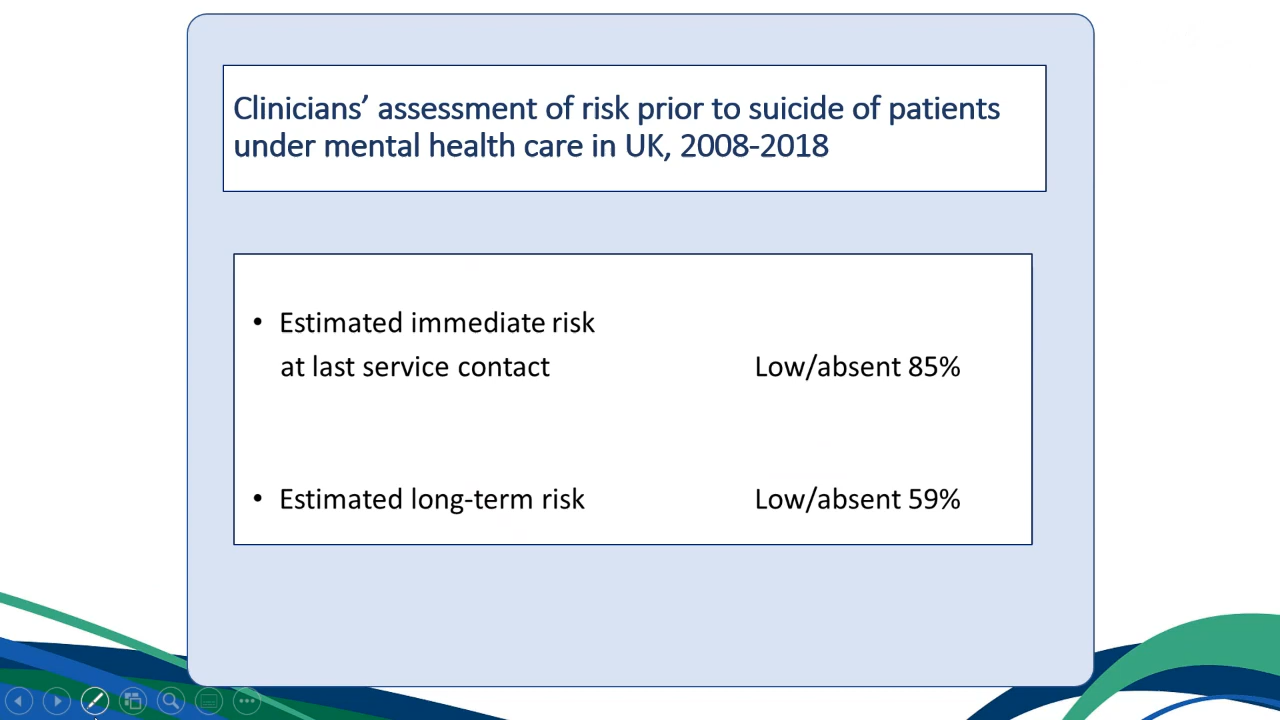 Clinicians’ assessment of risk prior to suicide of patients
under mental health care in UK, 2008-2018
• Estimated immediate risk
at last service contact Low/absent 85%
• Estimated long-term risk Low/absent 59%